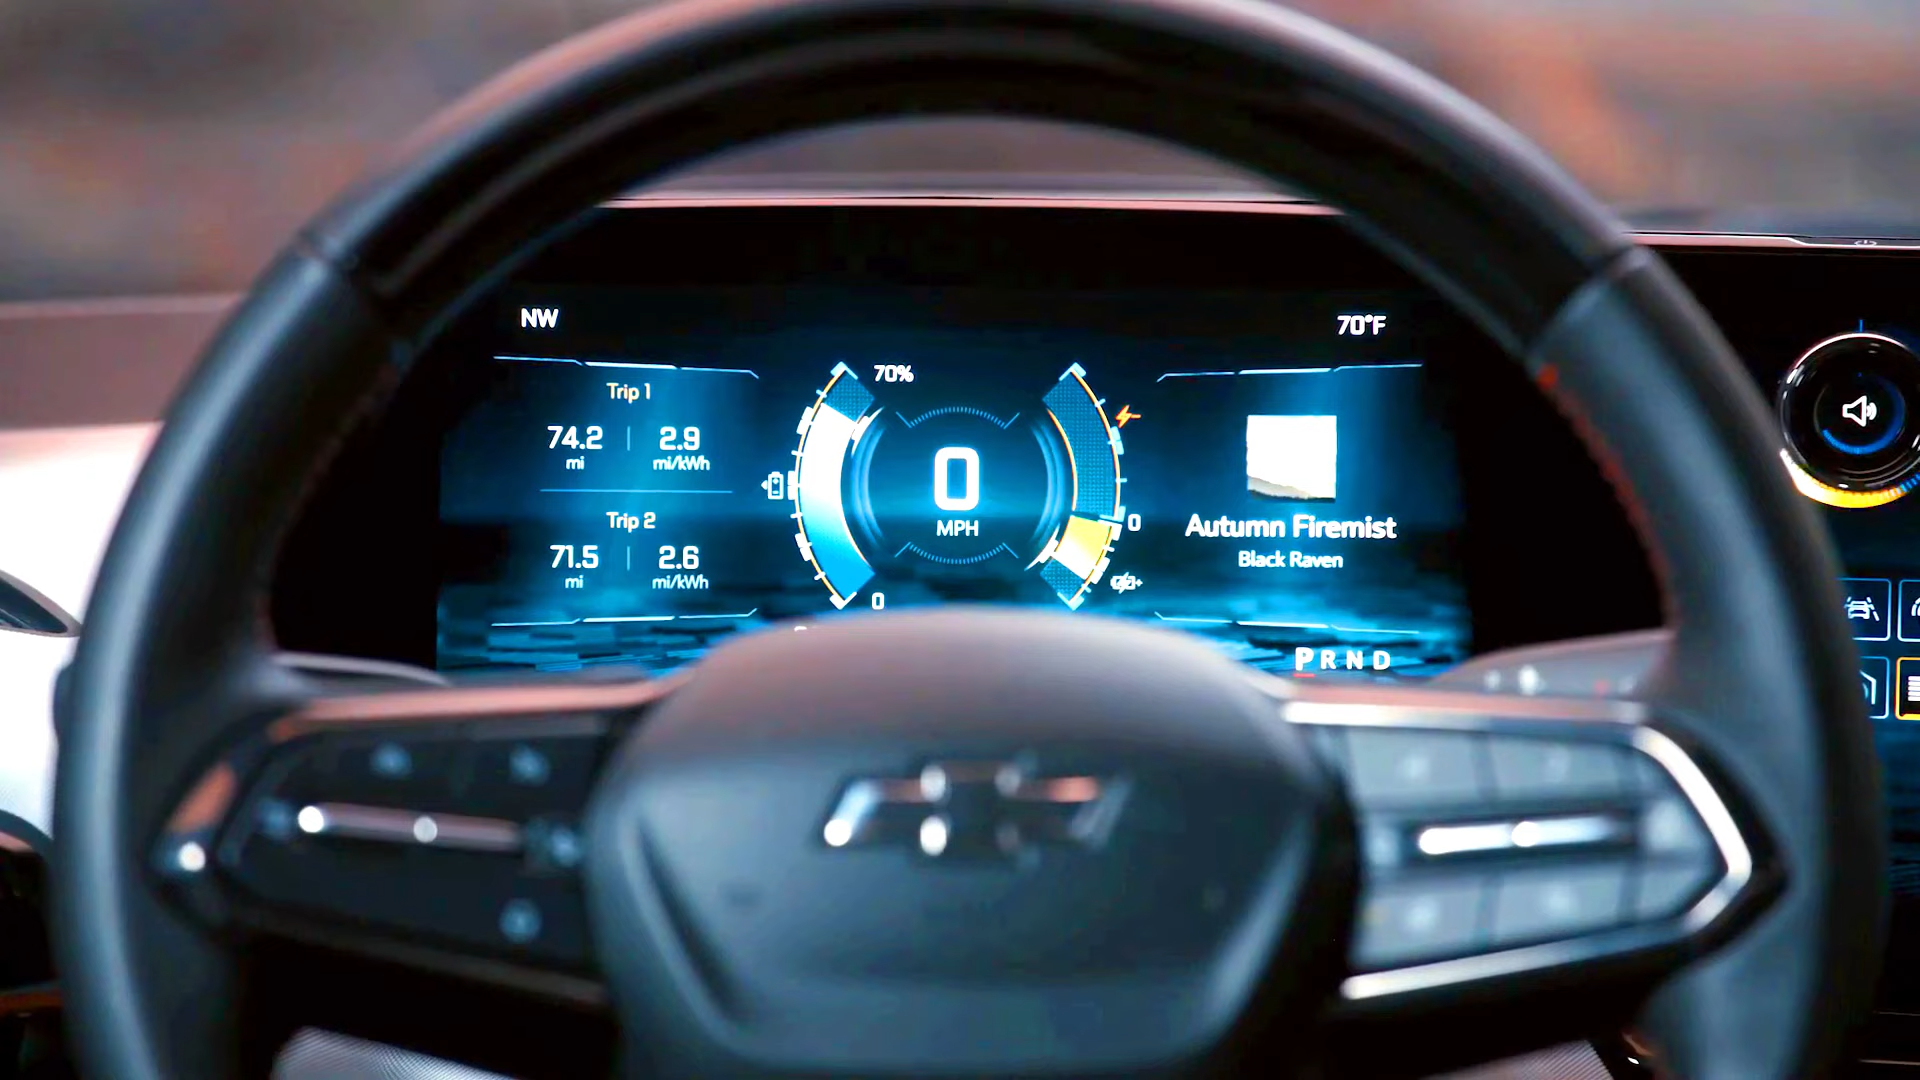 NW
70°F
Trip 1
74.2 2.9
mi mi/kWh
Trip 2
71.5 2.6
mi mi/kWh
70%
0
MPH
0
0
Autumn Firemist
Black Raven
PRND